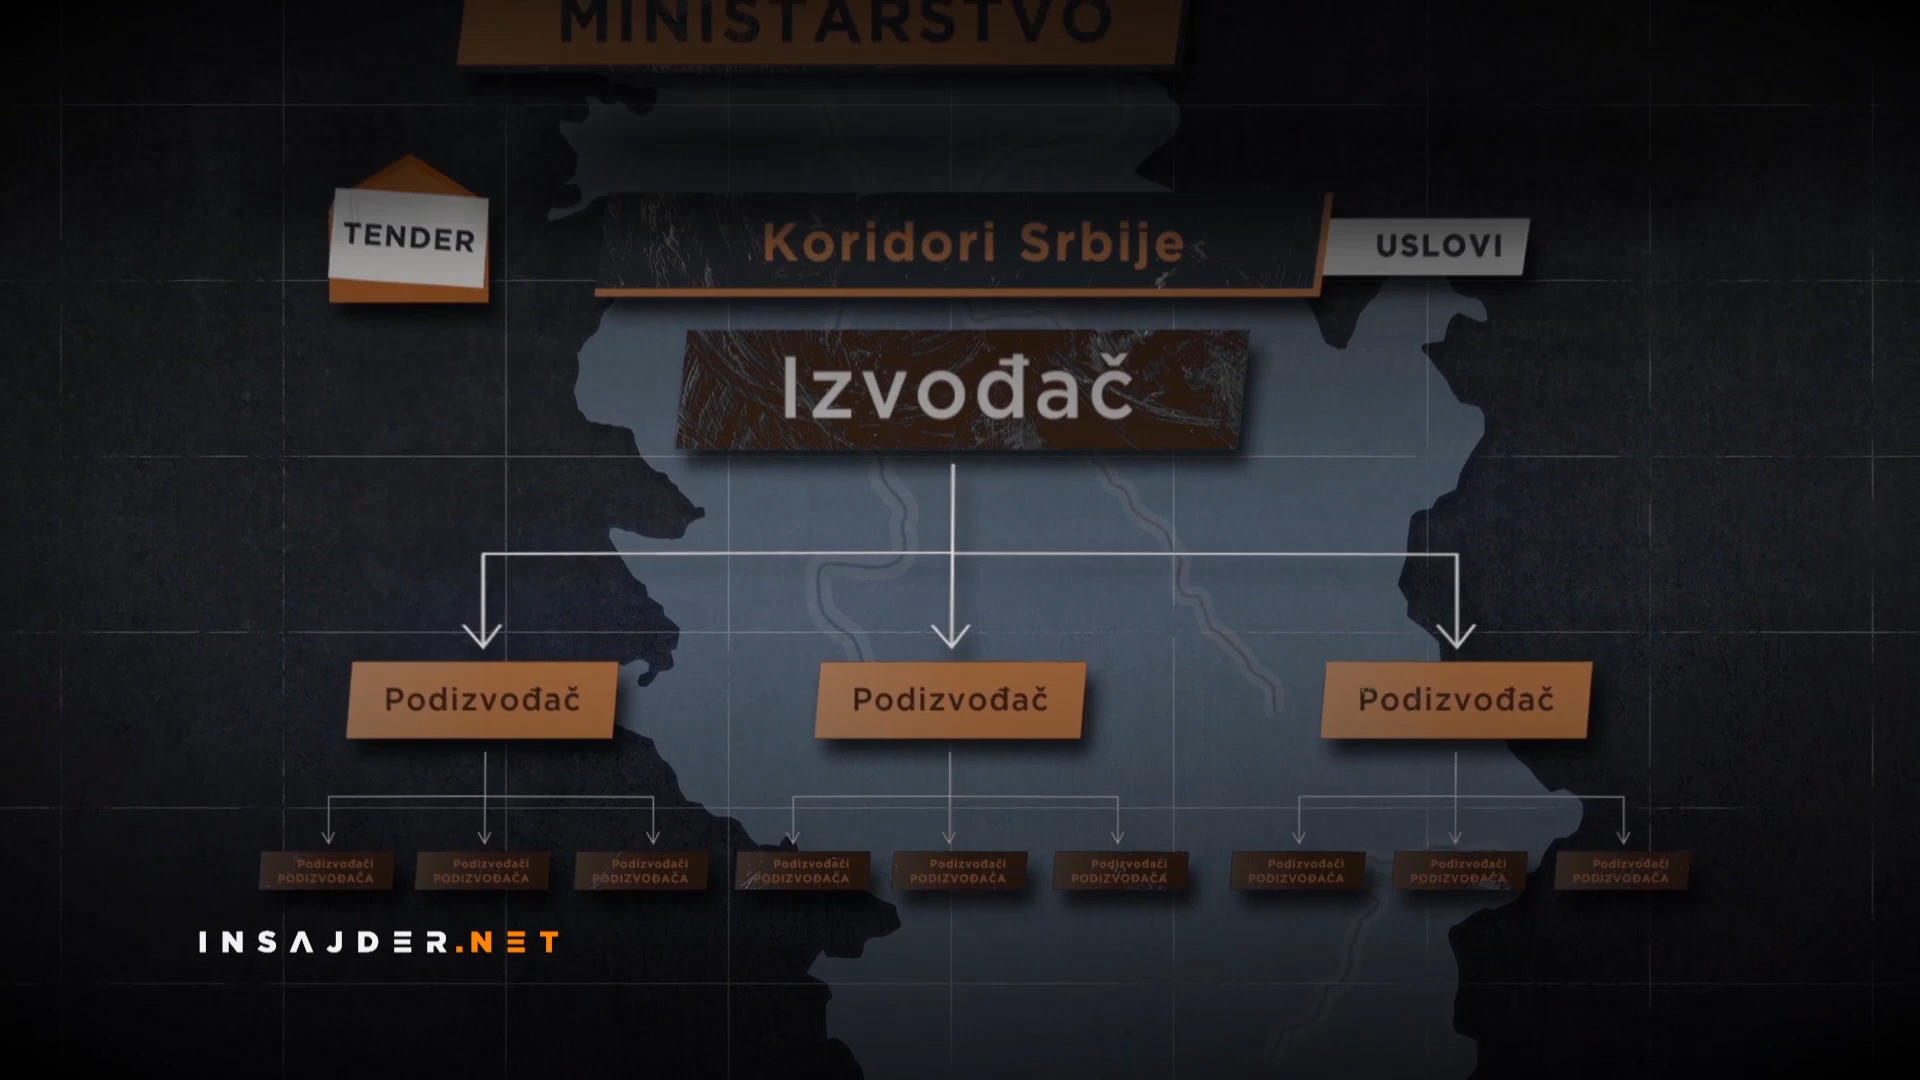 MINISTARSTVO
TENDER
Koridori Srbije
USLOVI
Izvođač
Podizvođač
Podizvođač
Podizvođač
Podizvođači
PODIZVOĐAČA
Podizvođači
PODIZVOĐAČA
Podizvođači
PODIZVOĐAČA
Podizvođači
PODIZVOĐAČA
Podizvođači
PODIZVOĐAČA
Podizvođači
PODIZVOĐAČA
Podizvođači
PODIZVOĐAČA
Podizvođači
PODIZVOĐAČA
Podizvođači
PODIZVOĐAČA
INSAJDER.NET